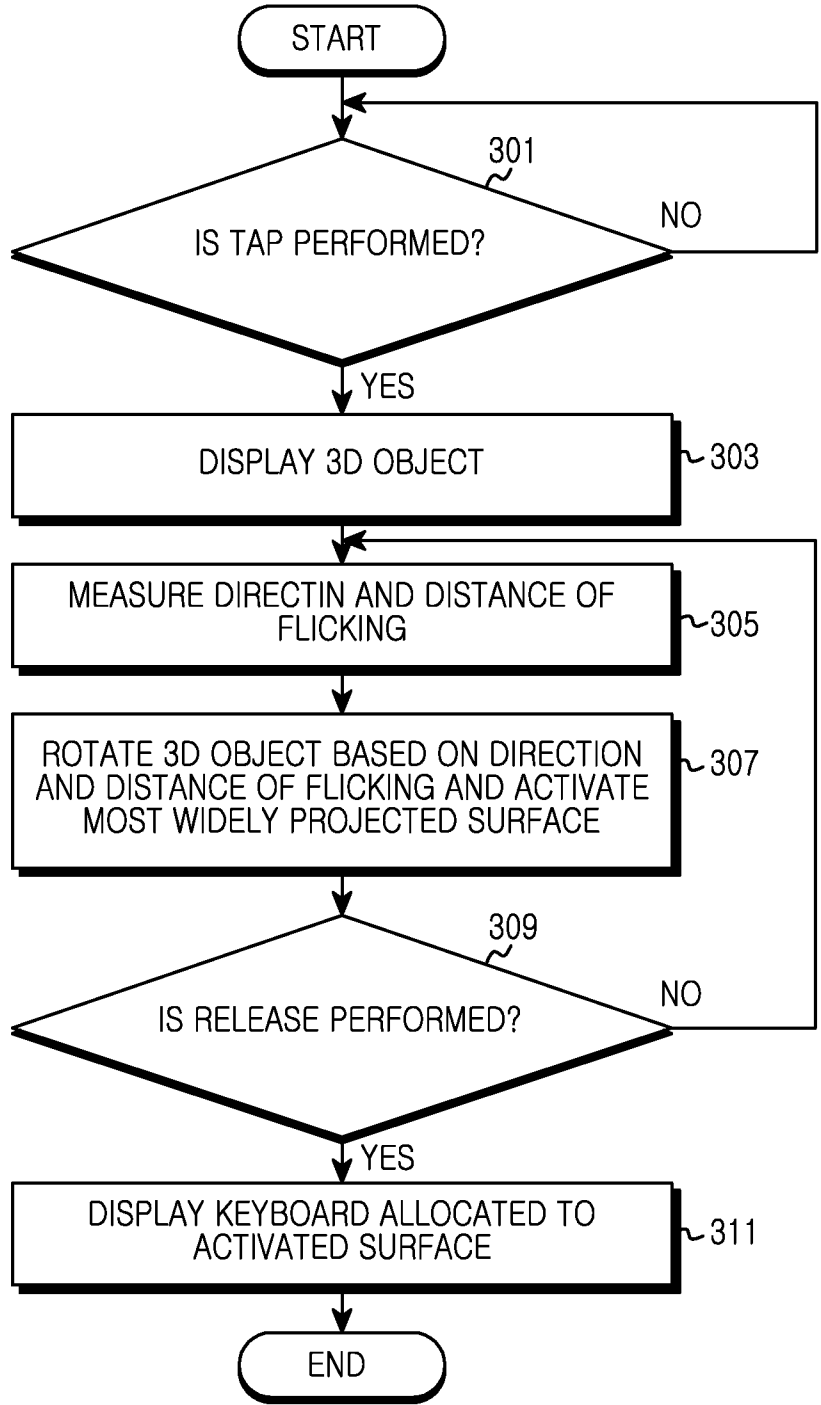 START
301
IS TAP PERFORMED?
NO
YES
DISPLAY 3D OBJECT
303
MEASURE DIRECTIN AND DISTANCE OF
FLICKING
305
ROTATE 3D OBJECT BASED ON DIRECTION
AND DISTANCE OF FLICKING AND ACTIVATE
MOST WIDELY PROJECTED SURFACE
307
309
IS RELEASE PERFORMED?
NO
YES
DISPLAY KEYBOARD ALLOCATED TO
ACTIVATED SURFACE
311
END